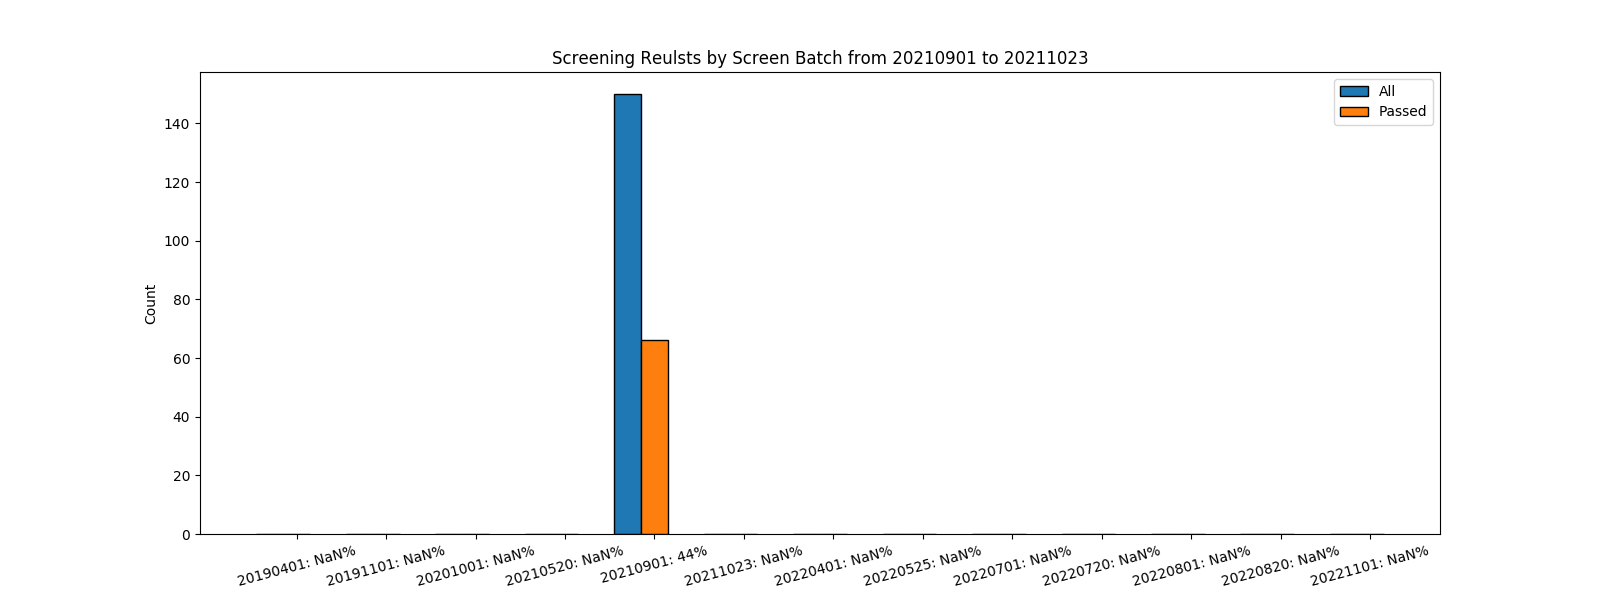 Screening Reulsts by Screen Batch from 20210901 to 20211023
All
Passed
Count
140
120
100
80
60
40
20
0
20190401: NaN%
20191101: NaN%
20201001: NaN%
20210520: NaN%
20210901: 44%
20211023: NaN%
20220401: NaN%
20220525: NaN%
20220701: NaN%
20220720: NaN%
20220801: NaN%
20220820: NaN%
20221101: NaN%